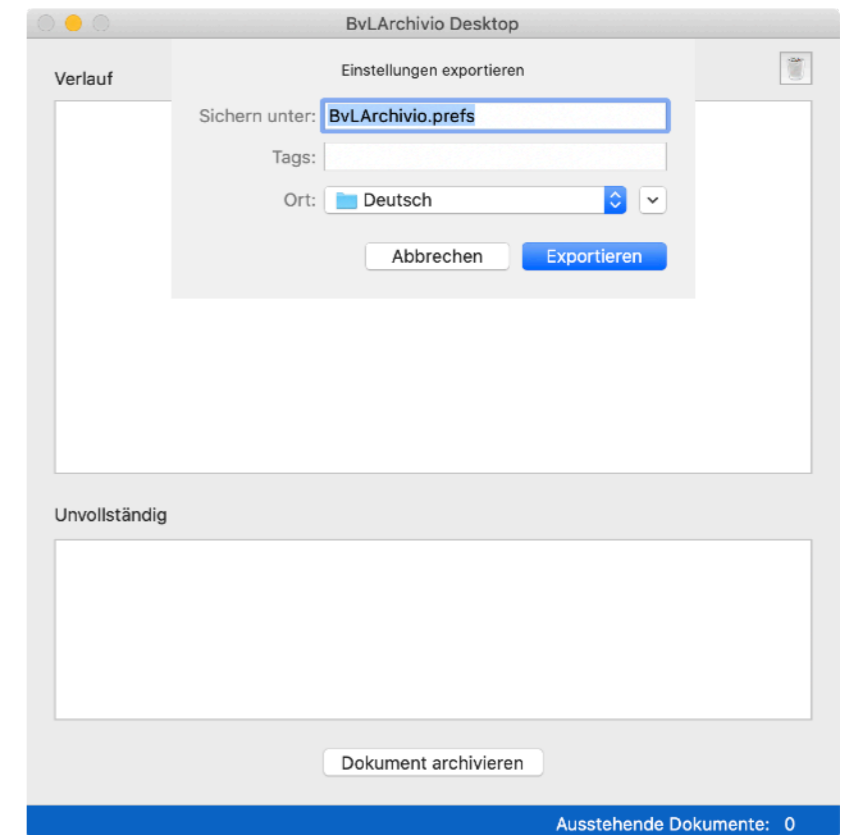 BvLArchivio Desktop
Verlauf
Einstellungen exportieren
Sichern unter: BvLArchivio.prefs
Tags:
Ort: Deutsch
Abbrechen Exportieren
Unvollständig
Dokument archivieren
Ausstehende Dokumente: 0